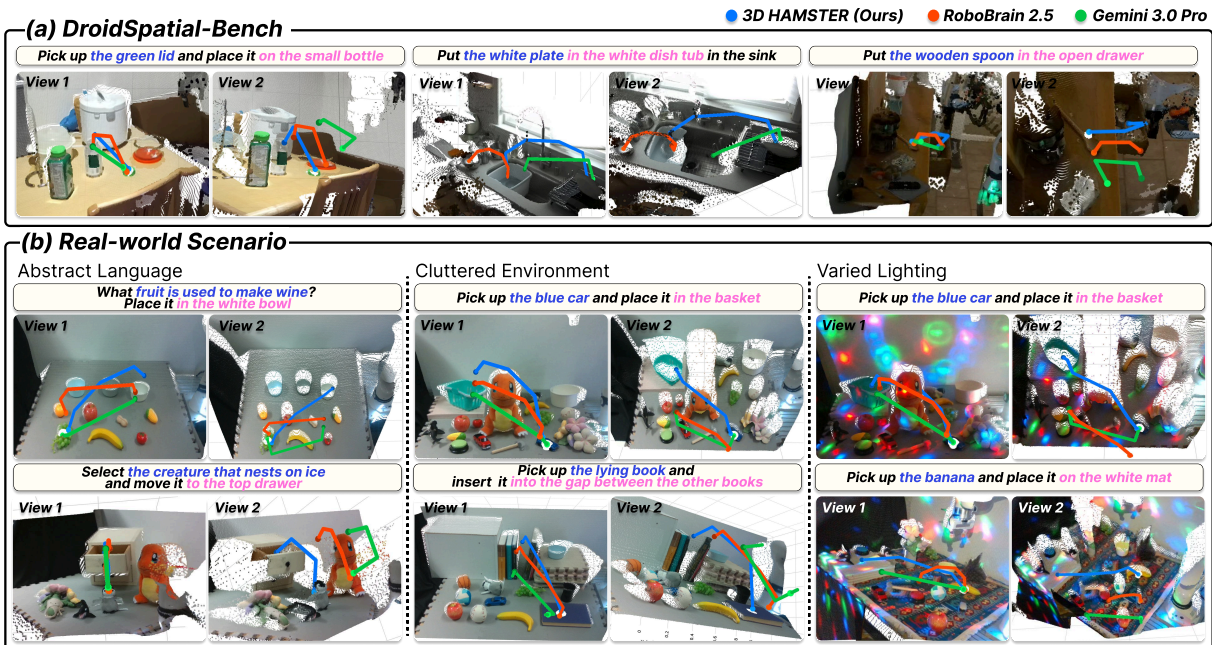 3D HAMSTER (Ours) RoboBrain 2.5 Gemini 3.0 Pro
(a) DroidSpatial-Bench
Pick up the green lid and place it on the small bottle
Put the white plate in the white dish tub in the sink
Put the wooden spoon in the open drawer
View 1
View 2
View 1
View 2
View
View 2
(b) Real-world Scenario
Abstract Language
What fruit is used to make wine?
Place it in the white bowl
View 1
View 2
Select the creature that nests on ice
and move it to the top drawer
View 1
View 2
Cluttered Environment
Pick up the blue car and place it in the basket
View 1
View 2
Pick up the lying book and
insert it into the gap between the other books
View 1
View 2
Varied Lighting
Pick up the blue car and place it in the basket
View 1
View 2
Pick up the banana and place it on the white mat
View 1
View 2